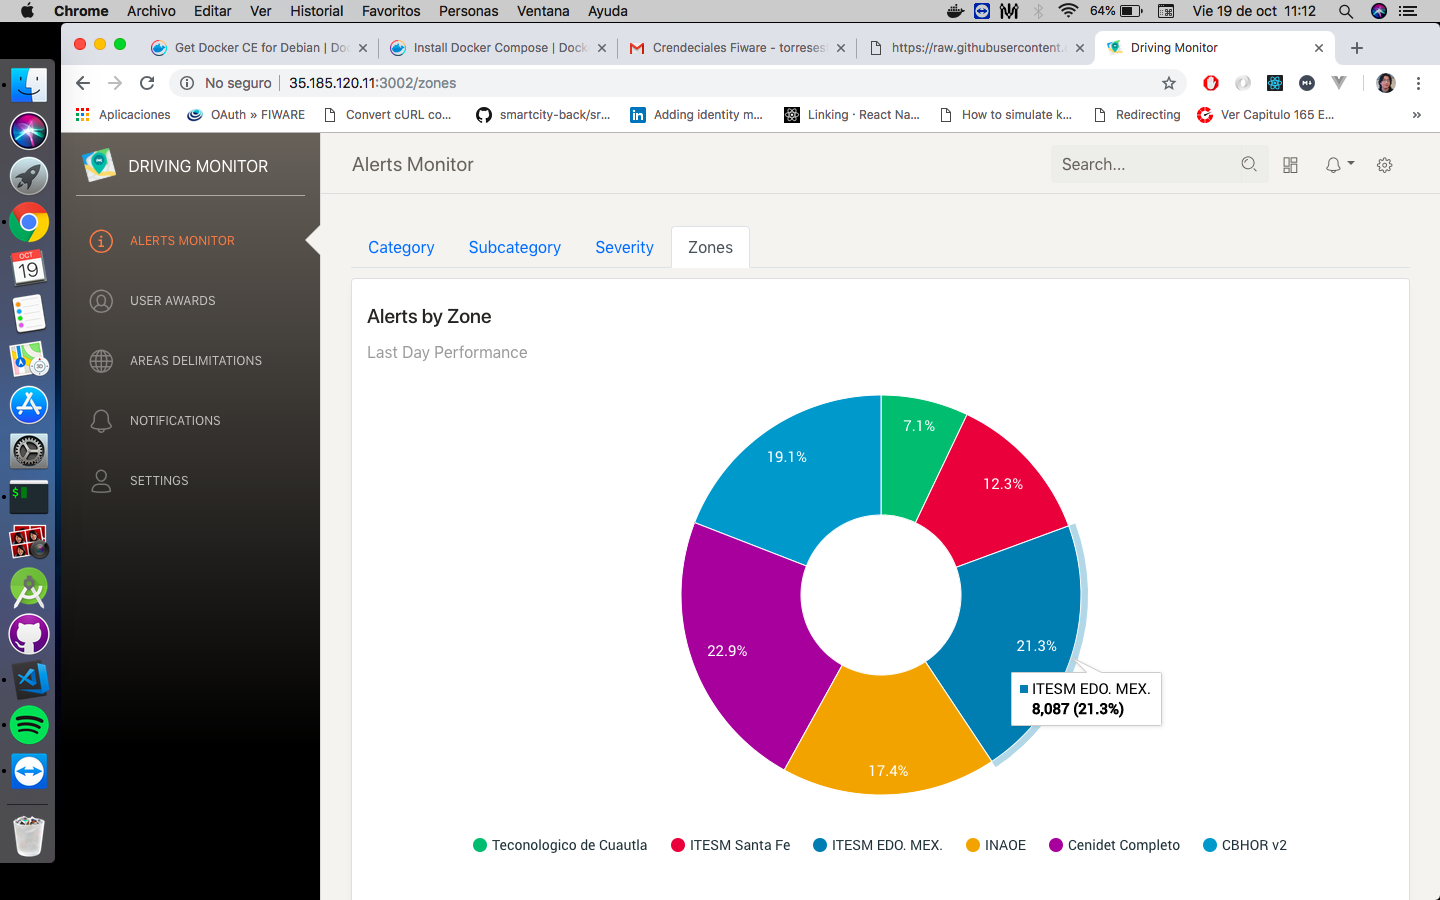 Chrome Archivo Editar Ver Historial Favoritos Personas Ventana Ayuda 64% Vie 19 de oct 11:12
Get Docker CE for Debian | Do
Install Docker Compose | Dock
Crendeciales Fiware - torreses
https://raw.githubusercontent.
Driving Monitor
No seguro 35.185.120.11:3002/zones
Aplicaciones OAuth » FIWARE Convert cURL co... smartcity-back/sr... Adding identity m... Linking · React Na... How to simulate k... Redirecting Ver Capitulo 165 E... »
OCT
19
DRIVING MONITOR
ALERTS MONITOR
USER AWARDS
AREAS DELIMITATIONS
NOTIFICATIONS
SETTINGS
Alerts Monitor
Search...
Category Subcategory Severity Zones
Alerts by Zone
Last Day Performance
7.1%
12.3%
19.1%
21.3%
22.9%
17.4%
ITESM EDO. MEX.
8,087 (21.3%)
Teconologico de Cuautla ITESM Santa Fe ITESM EDO. MEX. INAOE Cenidet Completo CBHOR v2